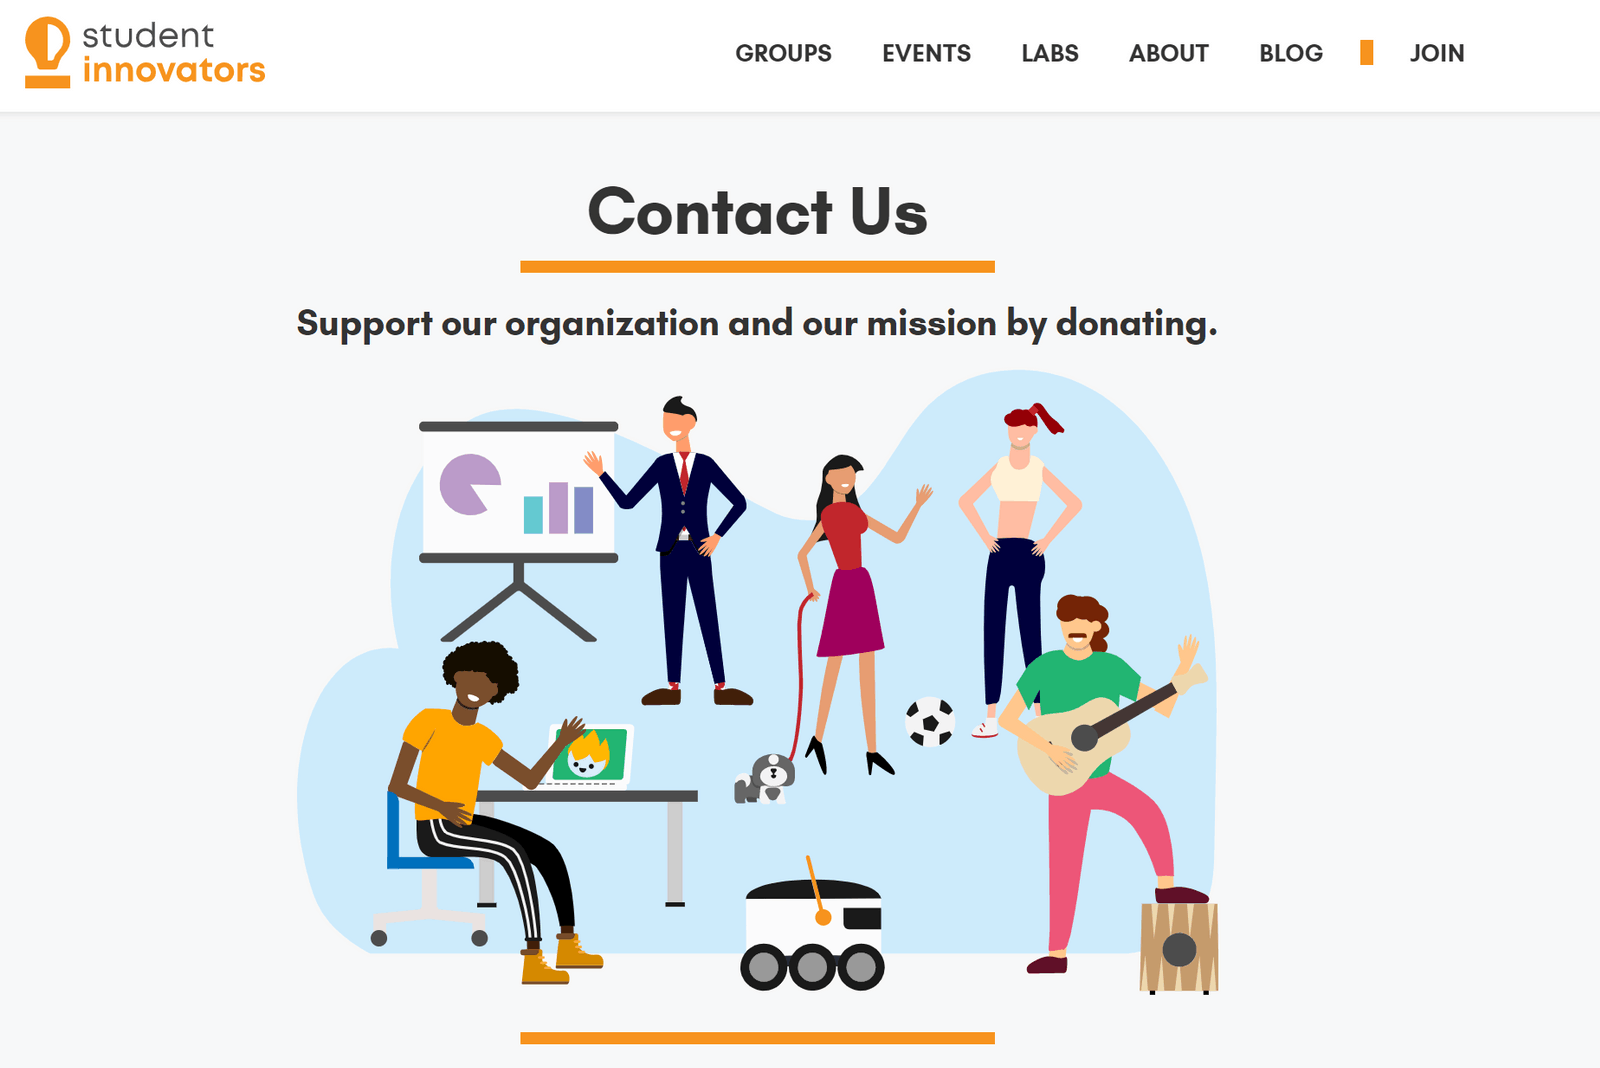 student
innovators
GROUPS EVENTS LABS ABOUT BLOG JOIN
Contact Us
Support our organization and our mission by donating.